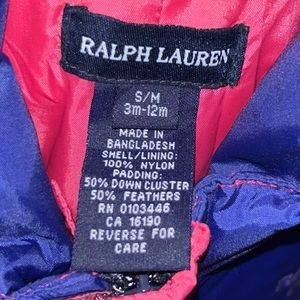 RALPH LAUREN
S/M
3m-12m
MADE IN
BANGLADESH
SHELL/LINING:
100% NYLON
PADDING:
50% DOWN CLUSTER
50% FEATHERS
RN 0103446
CA 16190
REVERSE FOR
CARE